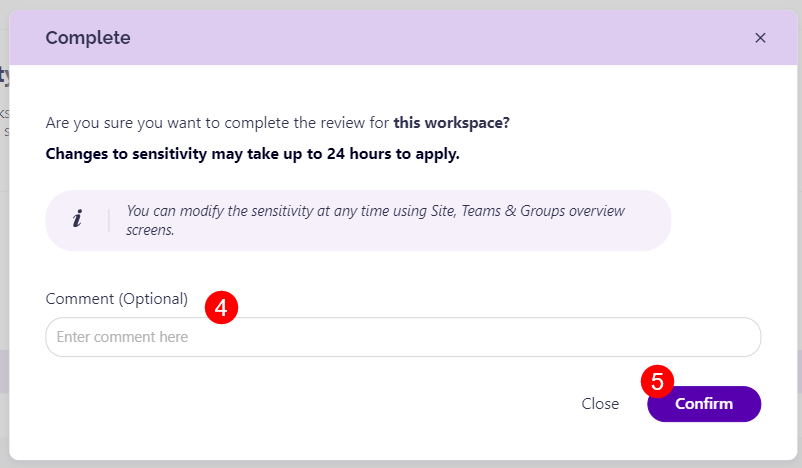 Complete
Are you sure you want to complete the review for this workspace?
Changes to sensitivity may take up to 24 hours to apply.
i
You can modify the sensitivity at any time using Site, Teams & Groups overview
screens.
Comment (Optional)
4
Enter comment here
5
Close
Confirm